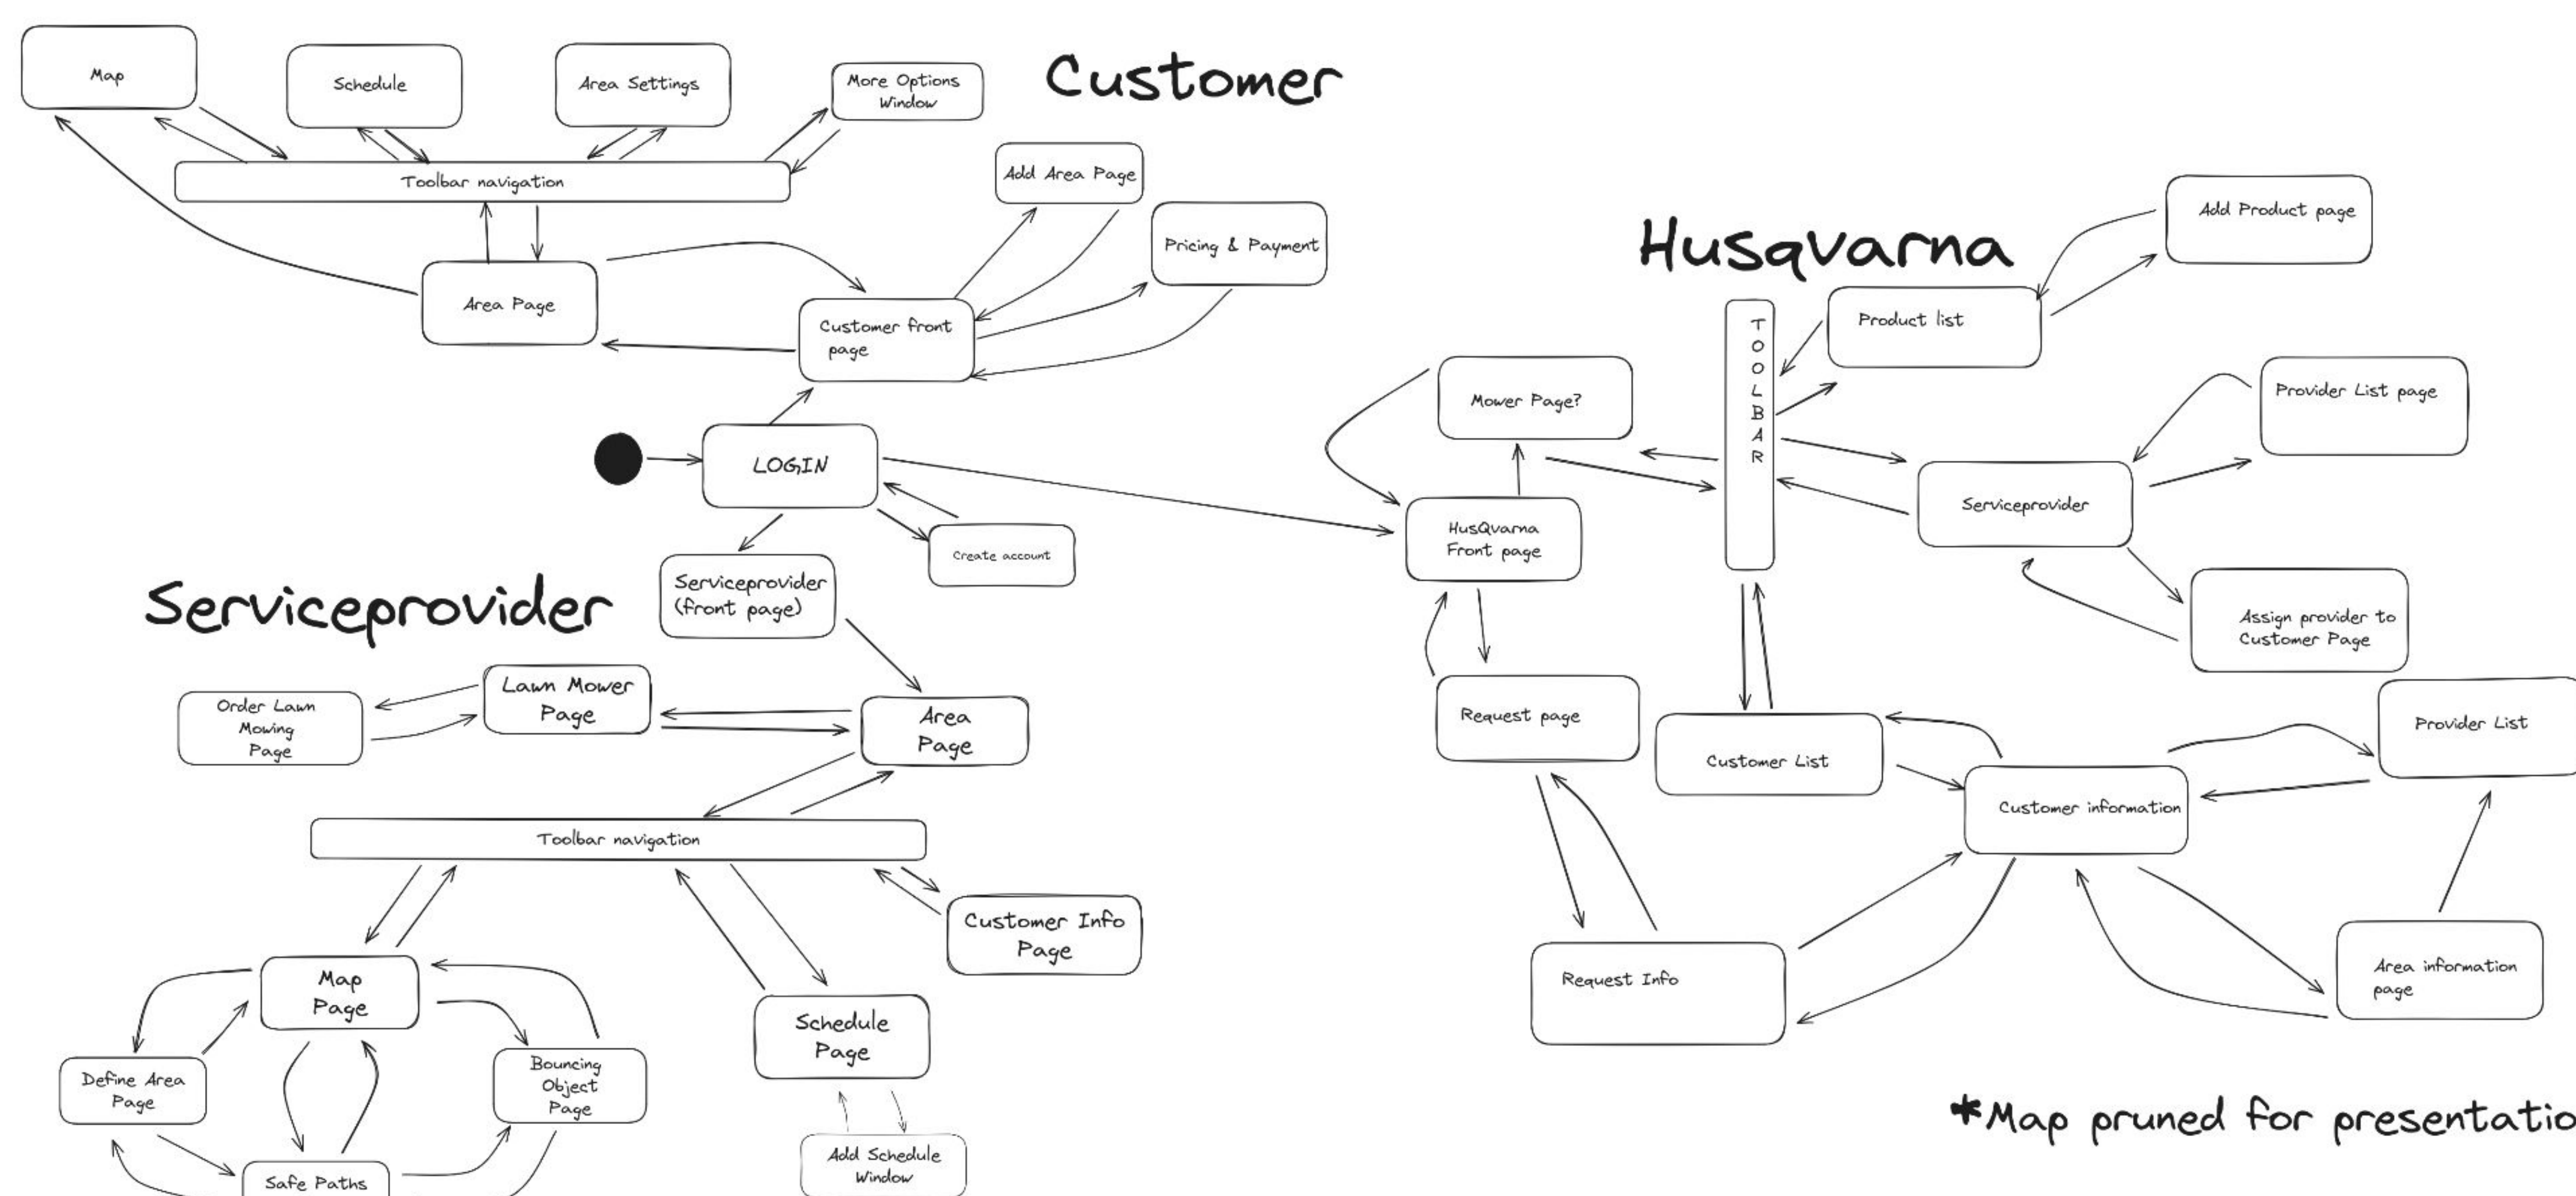 Customer
Map
Schedule
Area Settings
More Options
Window
Toolbar navigation
Add Area Page
Pricing & Payment
Area Page
Customer front
page
LOGIN
Create account
Serviceprovider
(front page)
Serviceprovider
Order Lawn
Mowing
Page
Lawn Mower
Page
Area
Page
Toolbar navigation
Customer Info
Page
Map
Page
Schedule
Page
Define Area
Page
Bouncing
Object
Page
Safe Paths
Add Schedule
Window
Husqvarna
Add Product page
TOOLBAR
Product list
Mower Page?
Provider List page
Serviceprovider
HusQvarna
Front page
Assign provider to
Customer Page
Request page
Customer List
Provider List
Customer information
Request Info
Area information
page
*Map pruned for presentatio